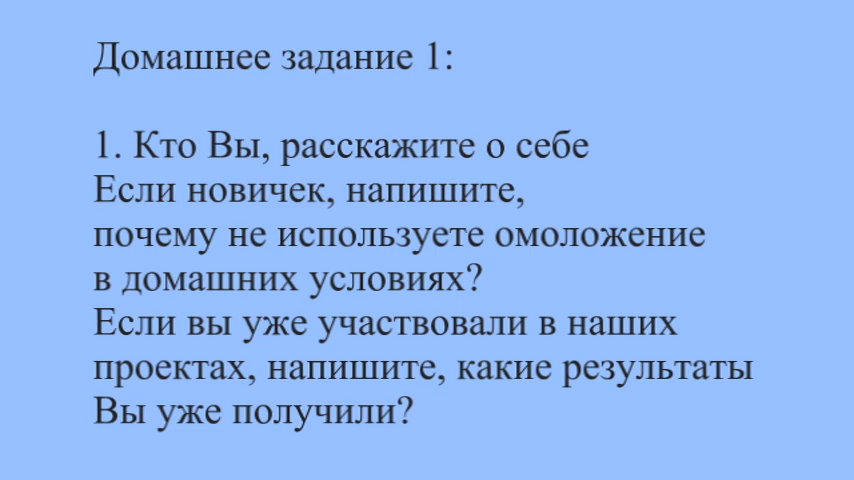 Домашнее задание 1:
1. Кто Вы, расскажите о себе
Если новичек, напишите,
почему не используете омоложение
в домашних условиях?
Если вы уже участвовали в наших
проектах, напишите, какие результаты
Вы уже получили?